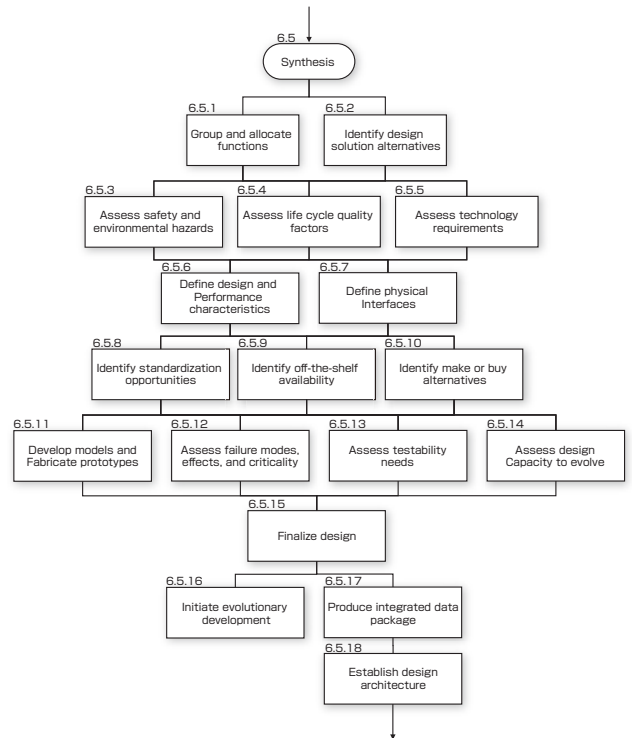 6.5
Synthesis
6.5.1
Group and allocate
functions
6.5.2
Identify design
solution alternatives
6.5.3
Assess safety and
environmental hazards
6.5.4
Assess life cycle quality
factors
6.5.5
Assess technology
requirements
6.5.6
Define design and
Performance
characteristics
6.5.7
Define physical
Interfaces
6.5.8
Identify standardization
opportunities
6.5.9
Identify off-the-shelf
availability
6.5.10
Identify make or buy
alternatives
6.5.11
Develop models and
Fabricate prototypes
6.5.12
Assess failure modes,
effects, and criticality
6.5.13
Assess testability
needs
6.5.14
Assess design
Capacity to evolve
6.5.15
Finalize design
6.5.16
Initiate evolutionary
development
6.5.17
Produce integrated data
package
6.5.18
Establish design
architecture